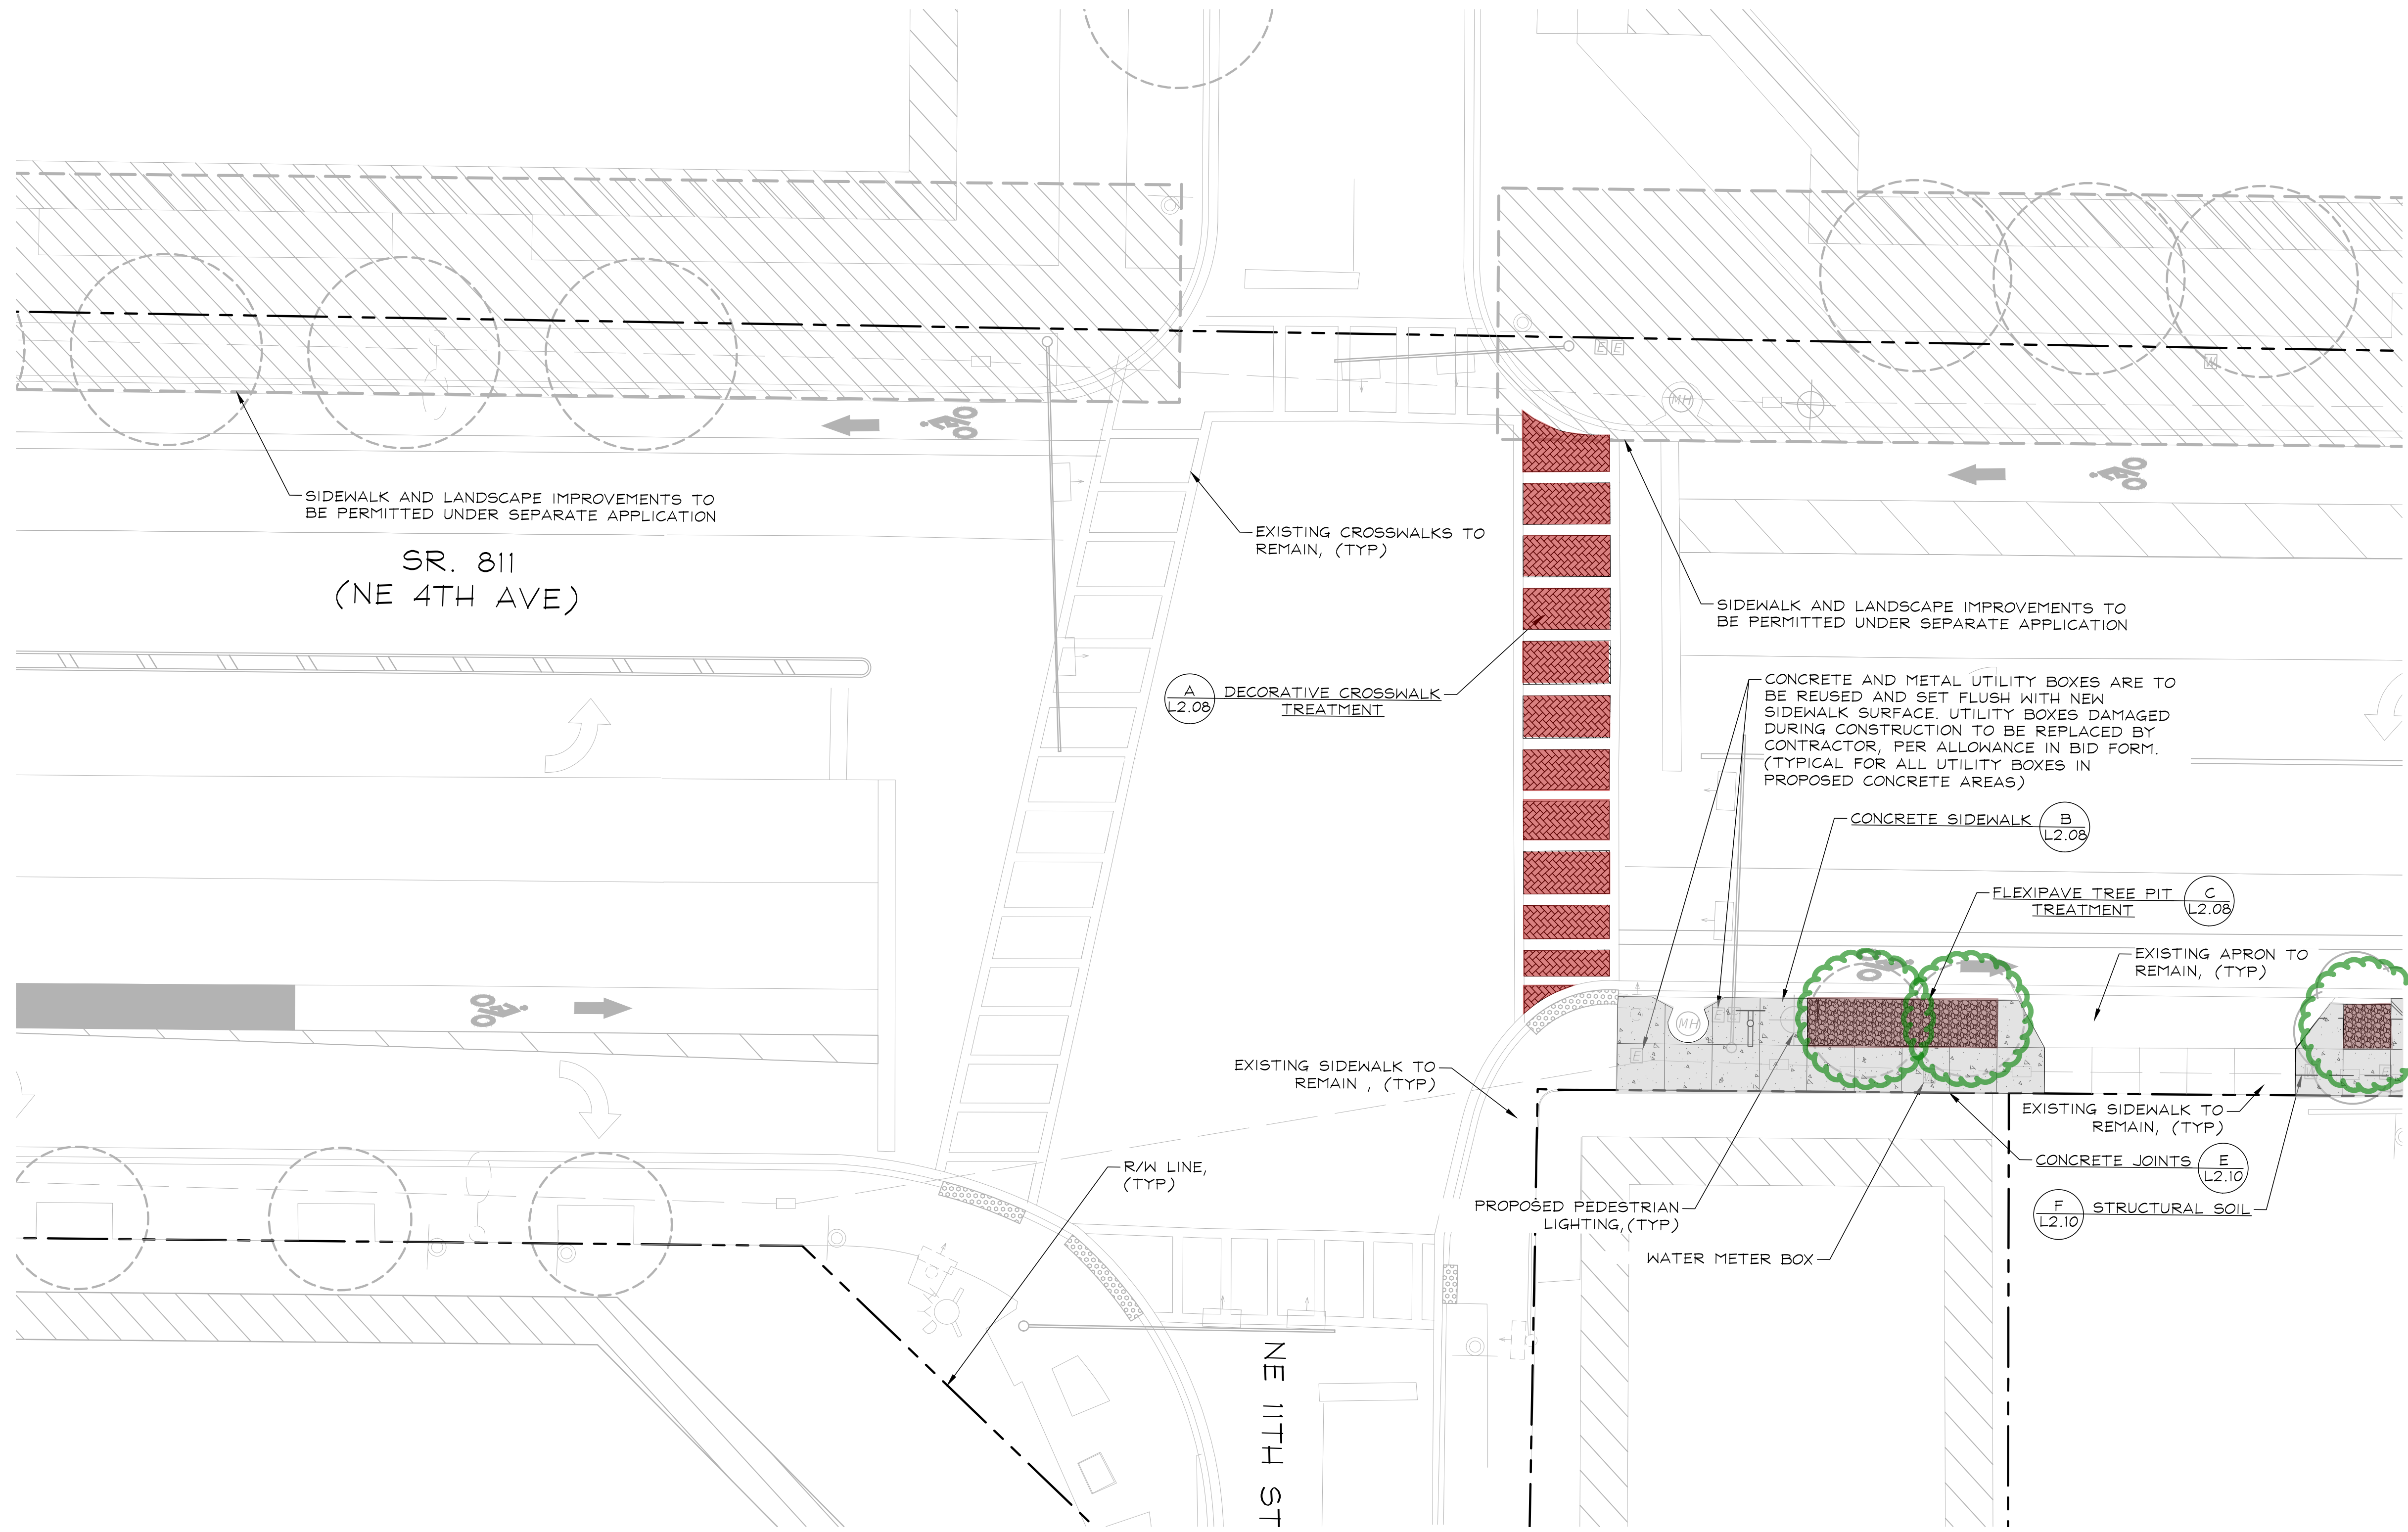 MH
E E
W
SIDEWALK AND LANDSCAPE IMPROVEMENTS TO
BE PERMITTED UNDER SEPARATE APPLICATION
SR. 811
(NE 4TH AVE)
EXISTING CROSSWALKS TO
REMAIN, (TYP)
SIDEWALK AND LANDSCAPE IMPROVEMENTS TO
BE PERMITTED UNDER SEPARATE APPLICATION
A
L2.08
DECORATIVE CROSSWALK
TREATMENT
CONCRETE AND METAL UTILITY BOXES ARE TO
BE REUSED AND SET FLUSH WITH NEW
SIDEWALK SURFACE. UTILITY BOXES DAMAGED
DURING CONSTRUCTION TO BE REPLACED BY
CONTRACTOR, PER ALLOWANCE IN BID FORM.
(TYPICAL FOR ALL UTILITY BOXES IN
PROPOSED CONCRETE AREAS)
CONCRETE SIDEWALK
B
L2.08
FLEXIPAVE TREE PIT
TREATMENT
C
L2.08
EXISTING APRON TO
REMAIN, (TYP)
MH
E
E
EXISTING SIDEWALK TO
REMAIN , (TYP)
EXISTING SIDEWALK TO
REMAIN, (TYP)
CONCRETE JOINTS
E
L2.10
R/W LINE,
(TYP)
PROPOSED PEDESTRIAN
LIGHTING,(TYP)
F
L2.10
STRUCTURAL SOIL
WATER METER BOX
NE 11TH ST